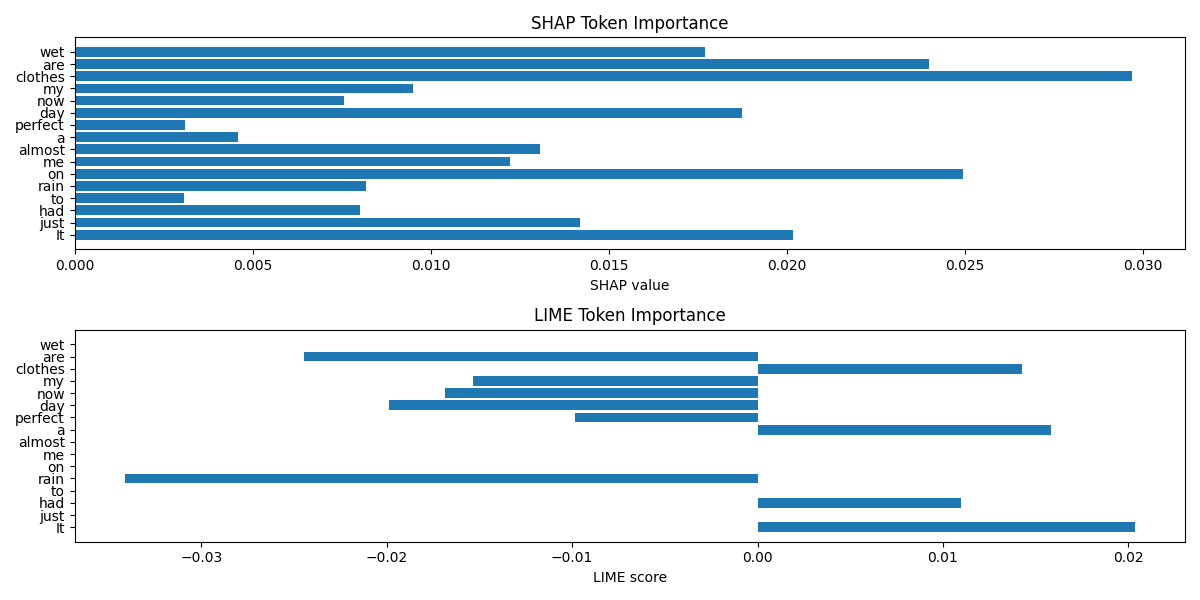 SHAP Token Importance
wet
are
clothes
my
now
day
perfect
a
almost
me
on
rain
to
had
just
It
0.000 0.005 0.010 0.015 0.020 0.025 0.030
SHAP value
LIME Token Importance
wet
are
clothes
my
now
day
perfect
a
almost
me
on
rain
to
had
just
It
−0.03 −0.02 −0.01 0.00 0.01 0.02
LIME score